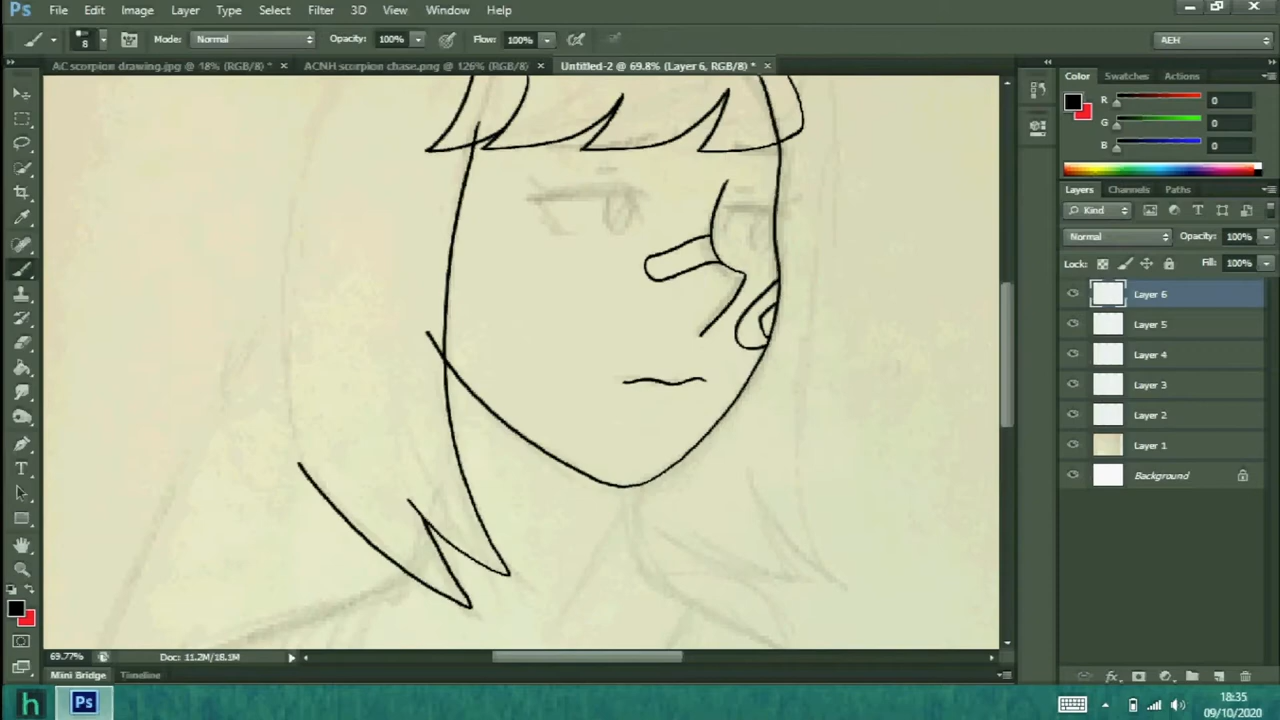 Ps File Edit Image Layer Type Select Filter 3D View Window Help
8 Mode: Normal Opacity: 100% Flow: 100% AEH
AC scorpion drawing.jpg @ 18% (RGB/8) * × ACNH scorpion chase.png @ 126% (RGB/8) × Untitled-2 @ 69.8% (Layer 6, RGB/8) * ×
Color Swatches Actions
R 0
G 0
B 0
Layers Channels Paths
Kind
Normal Opacity: 100%
Lock: Fill: 100%
Layer 6
Layer 5
Layer 4
Layer 3
Layer 2
Layer 1
Background
69.77% Doc: 11.2M/18.1M
Mini Bridge Timeline
h Ps 18:35
09/10/2020